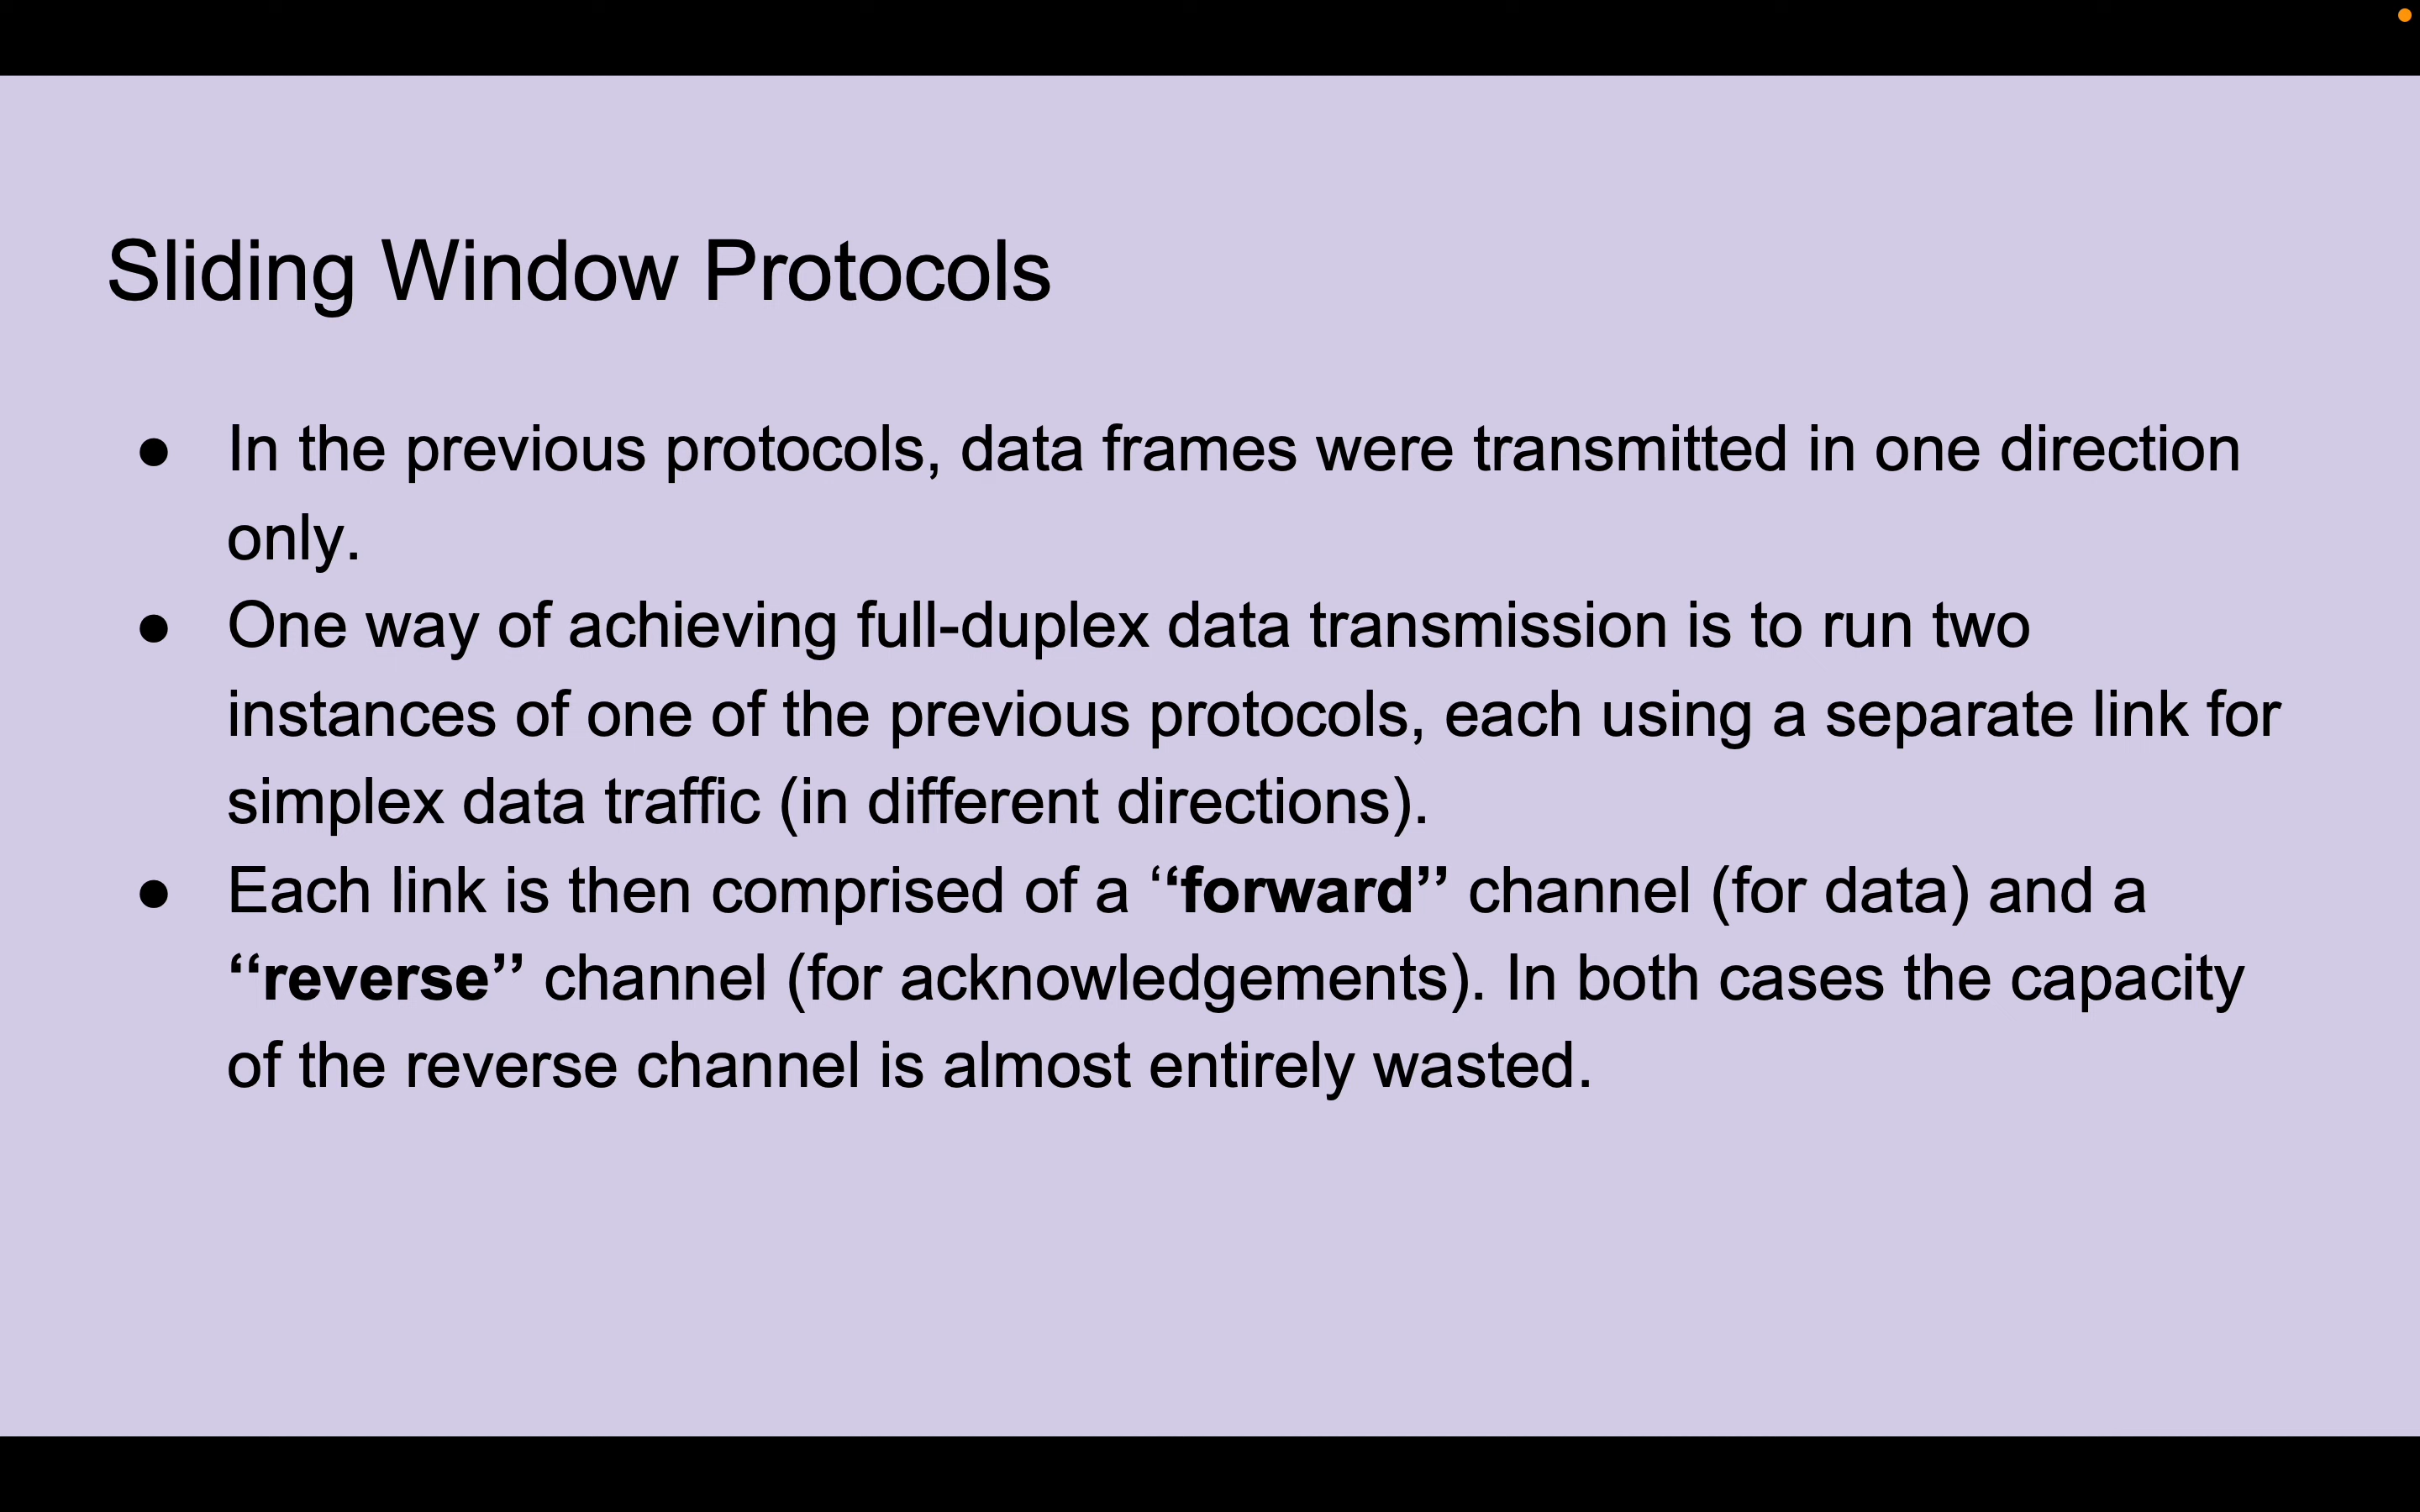 Sliding Window Protocols
● In the previous protocols, data frames were transmitted in one direction
only.
● One way of achieving full-duplex data transmission is to run two
instances of one of the previous protocols, each using a separate link for
simplex data traffic (in different directions).
● Each link is then comprised of a ‘‘forward’’ channel (for data) and a
‘‘reverse’’ channel (for acknowledgements). In both cases the capacity
of the reverse channel is almost entirely wasted.